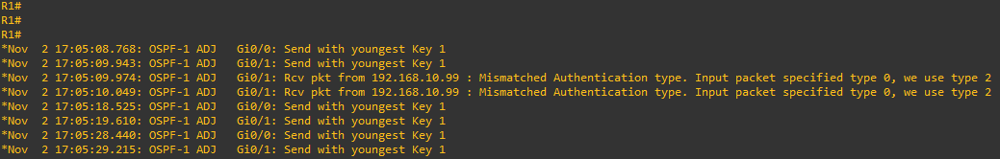 R1#
R1#
R1#
*Nov  2 17:05:08.768: OSPF-1 ADJ   Gi0/0: Send with youngest Key 1
*Nov  2 17:05:09.943: OSPF-1 ADJ   Gi0/1: Send with youngest Key 1
*Nov  2 17:05:09.974: OSPF-1 ADJ   Gi0/1: Rcv pkt from 192.168.10.99 : Mismatched Authentication type. Input packet specified type 0, we use type 2
*Nov  2 17:05:10.049: OSPF-1 ADJ   Gi0/1: Rcv pkt from 192.168.10.99 : Mismatched Authentication type. Input packet specified type 0, we use type 2
*Nov  2 17:05:18.525: OSPF-1 ADJ   Gi0/0: Send with youngest Key 1
*Nov  2 17:05:19.610: OSPF-1 ADJ   Gi0/1: Send with youngest Key 1
*Nov  2 17:05:28.440: OSPF-1 ADJ   Gi0/0: Send with youngest Key 1
*Nov  2 17:05:29.215: OSPF-1 ADJ   Gi0/1: Send with youngest Key 1